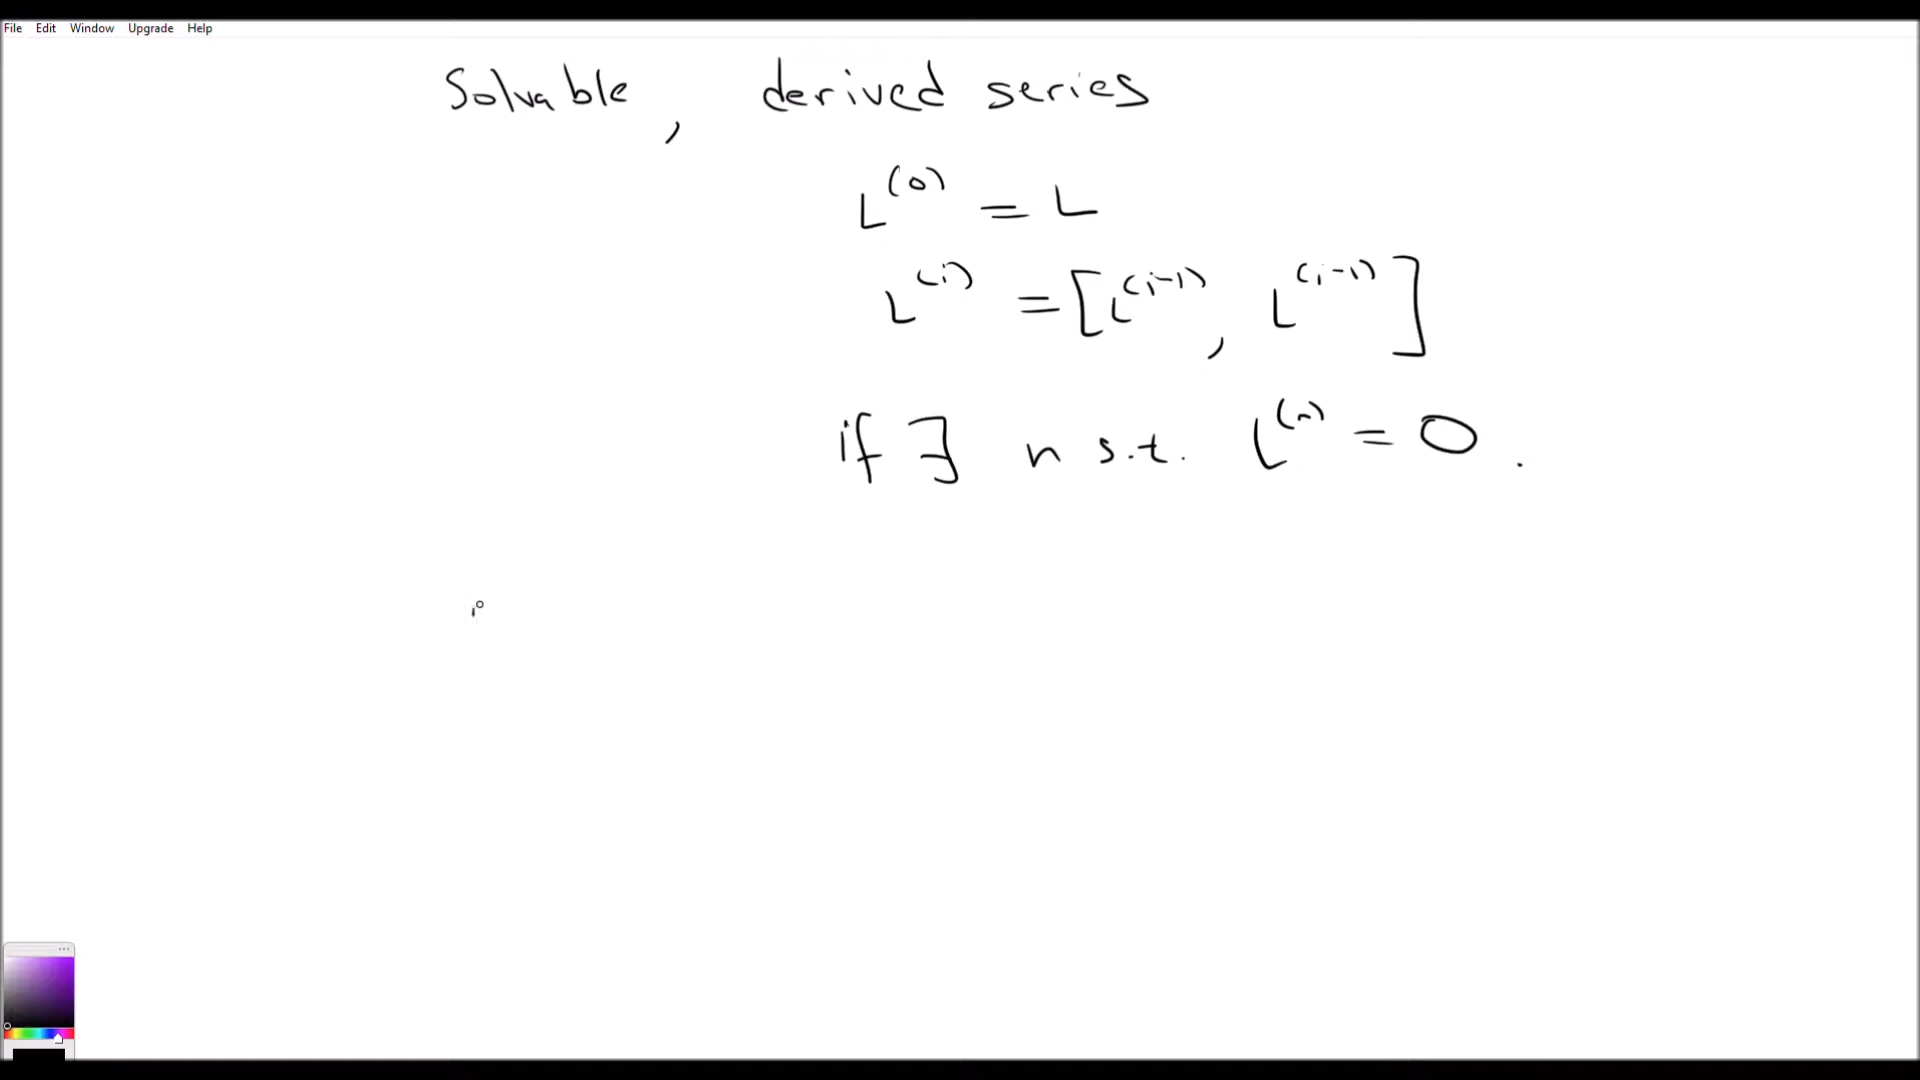 File Edit Window Upgrade Help
Solvable, derived series
L^(0) = L
L^(i) = [L^(i-1), L^(i-1)]
if ∃ n s.t. L^(n) = 0.